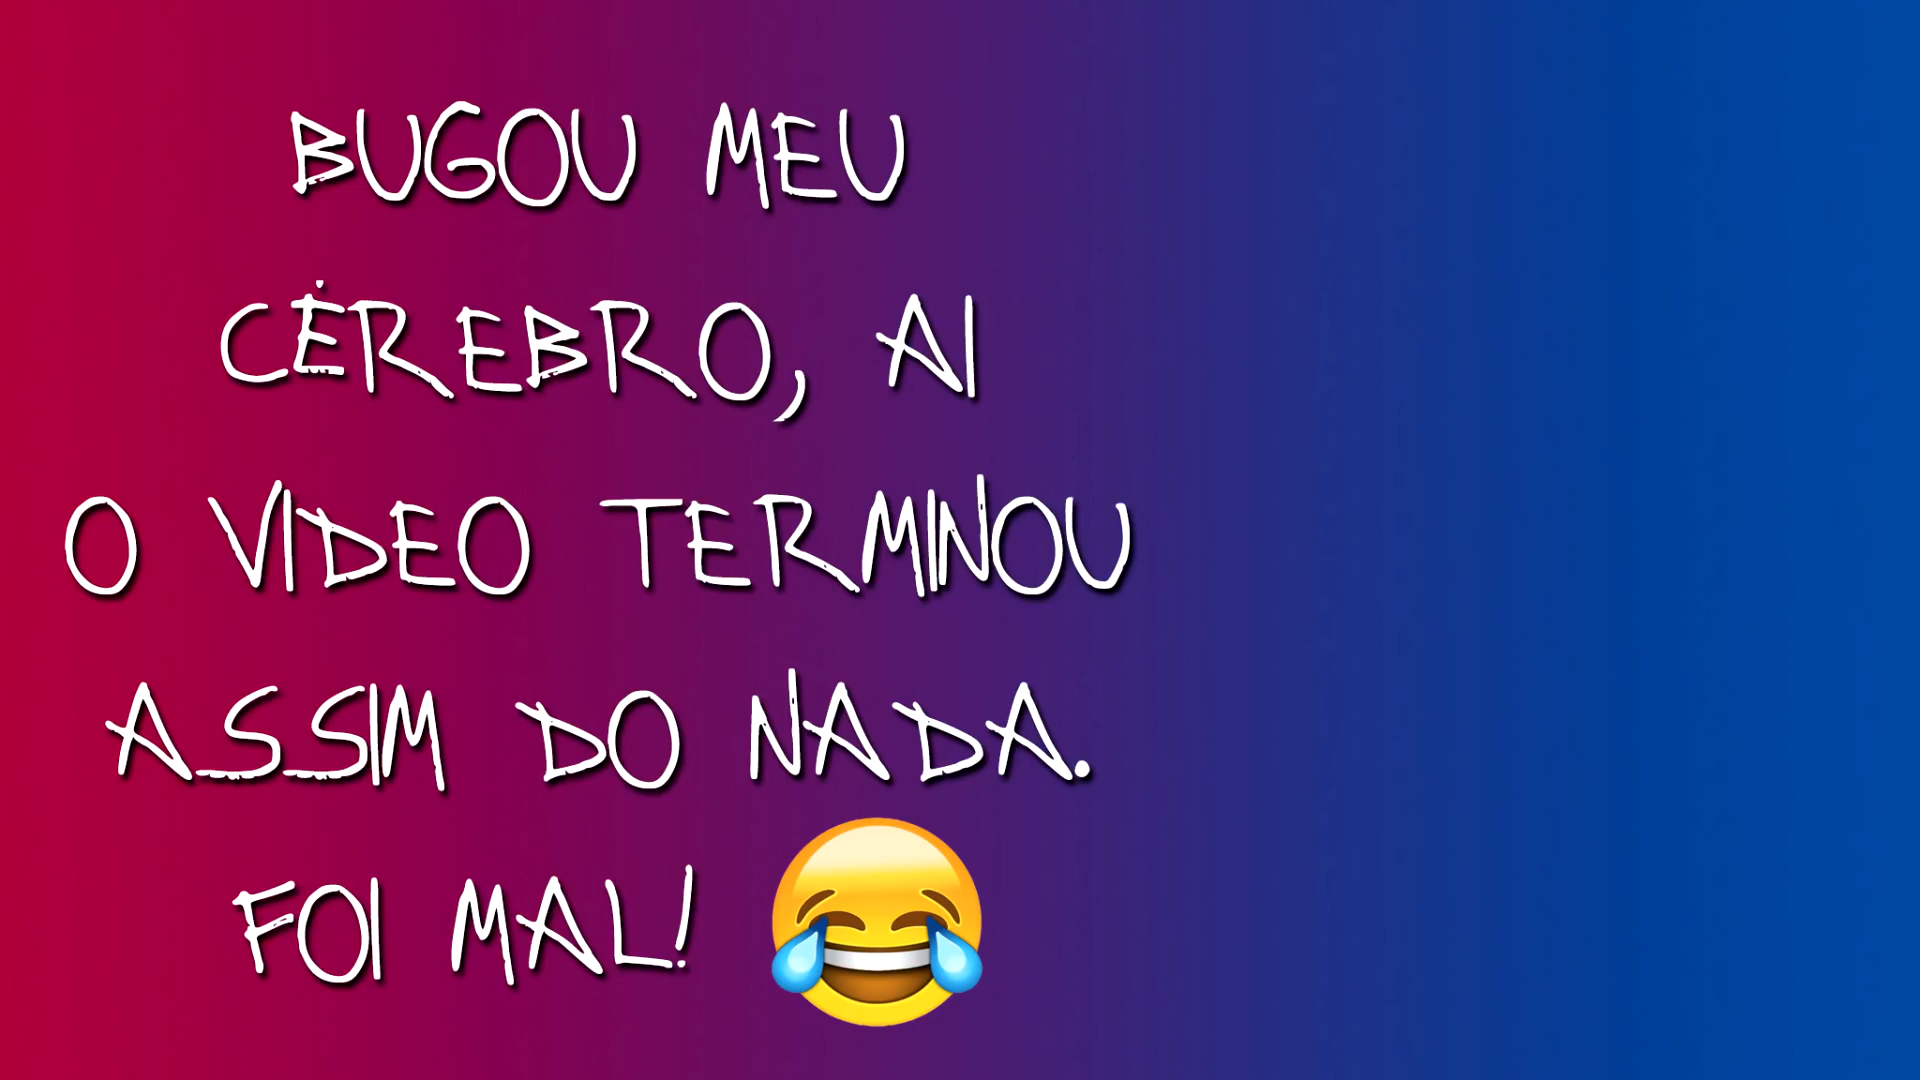 BUGOU MEU
CÉREBRO, AI
O VIDEO TERMINOU
ASSIM DO NADA.
FOI MAL! 😂